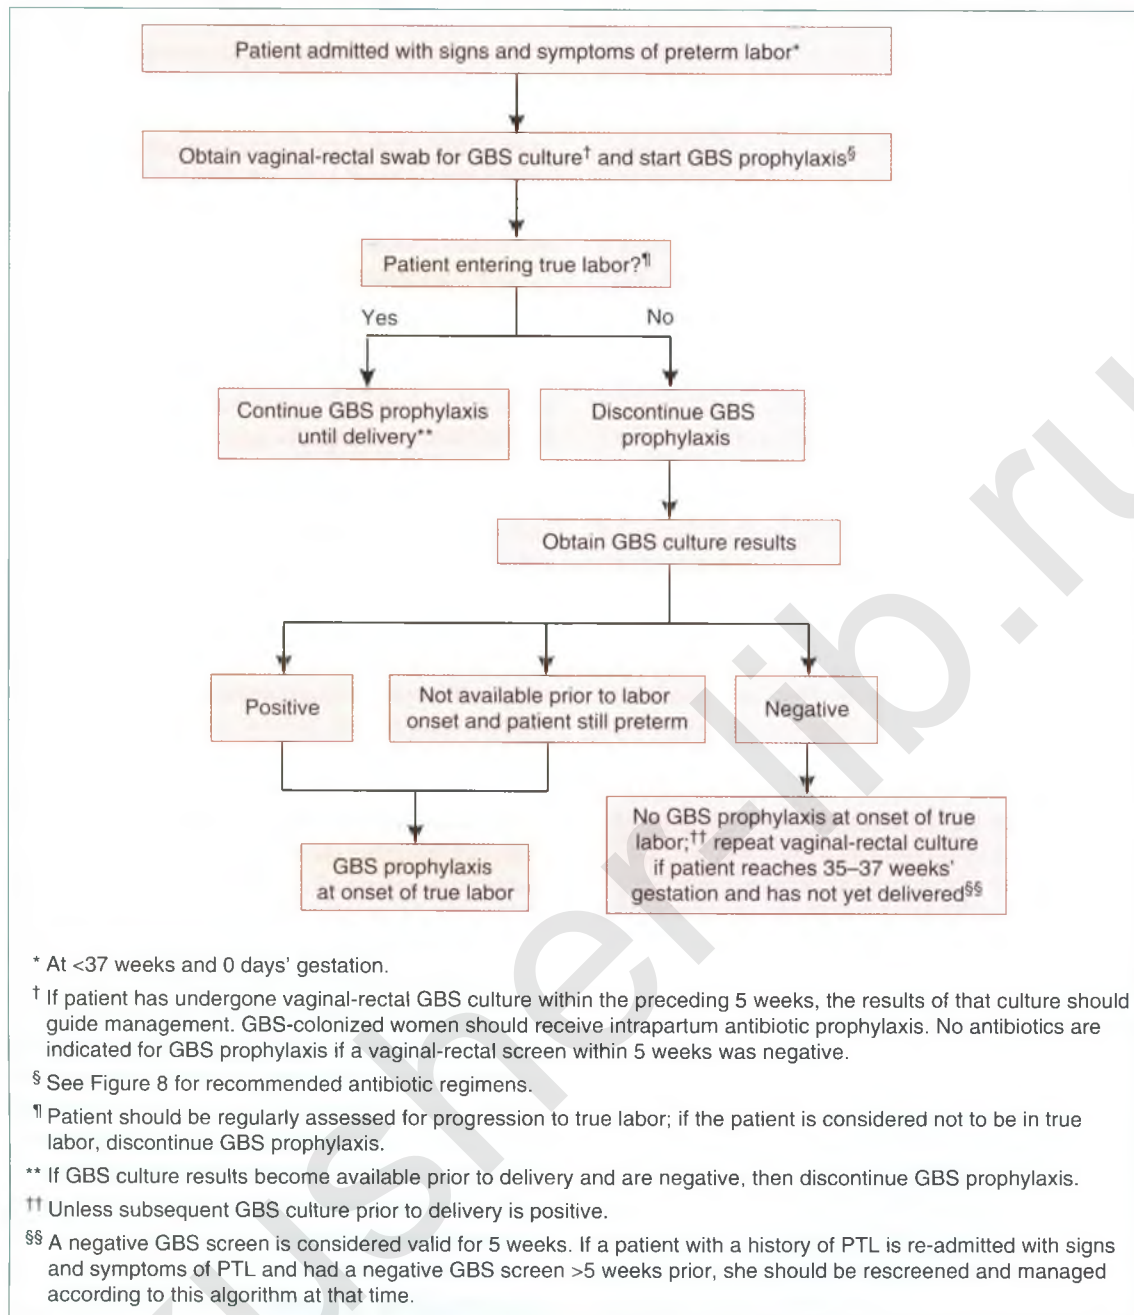 Patient admitted with signs and symptoms of preterm labor*
Obtain vaginal-rectal swab for GBS culture† and start GBS prophylaxis§
Patient entering true labor?¶
Yes
No
Continue GBS prophylaxis
until delivery**
Discontinue GBS
prophylaxis
Obtain GBS culture results
Positive
Not available prior to labor
onset and patient still preterm
Negative
GBS prophylaxis
at onset of true labor
No GBS prophylaxis at onset of true
labor;†† repeat vaginal-rectal culture
if patient reaches 35–37 weeks'
gestation and has not yet delivered§§
* At <37 weeks and 0 days' gestation.
† If patient has undergone vaginal-rectal GBS culture within the preceding 5 weeks, the results of that culture should
guide management. GBS-colonized women should receive intrapartum antibiotic prophylaxis. No antibiotics are
indicated for GBS prophylaxis if a vaginal-rectal screen within 5 weeks was negative.
§ See Figure 8 for recommended antibiotic regimens.
¶ Patient should be regularly assessed for progression to true labor; if the patient is considered not to be in true
labor, discontinue GBS prophylaxis.
** If GBS culture results become available prior to delivery and are negative, then discontinue GBS prophylaxis.
†† Unless subsequent GBS culture prior to delivery is positive.
§§ A negative GBS screen is considered valid for 5 weeks. If a patient with a history of PTL is re-admitted with signs
and symptoms of PTL and had a negative GBS screen >5 weeks prior, she should be rescreened and managed
according to this algorithm at that time.
usher-lib.ru